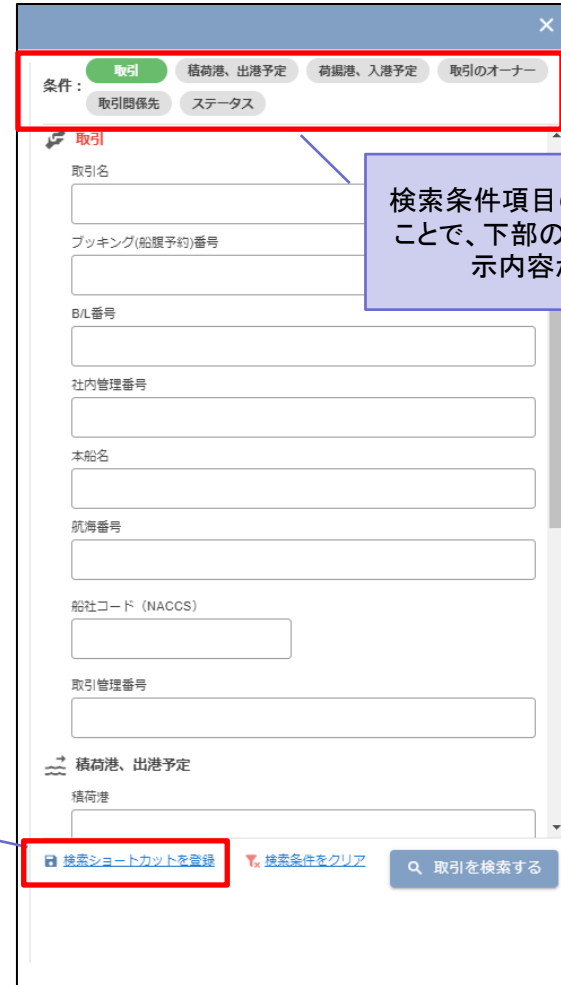 ×
条件：
取引 積荷港、出港予定 荷揚港、入港予定 取引のオーナー
取引関係先 ステータス
取引
取引名
検索条件項目
ことで、下部の
示内容
ブッキング(船腹予約)番号
B/L番号
社内管理番号
本船名
航海番号
船社コード（NACCS）
取引管理番号
積荷港、出港予定
積荷港
検索ショートカットを登録 検索条件をクリア 取引を検索する